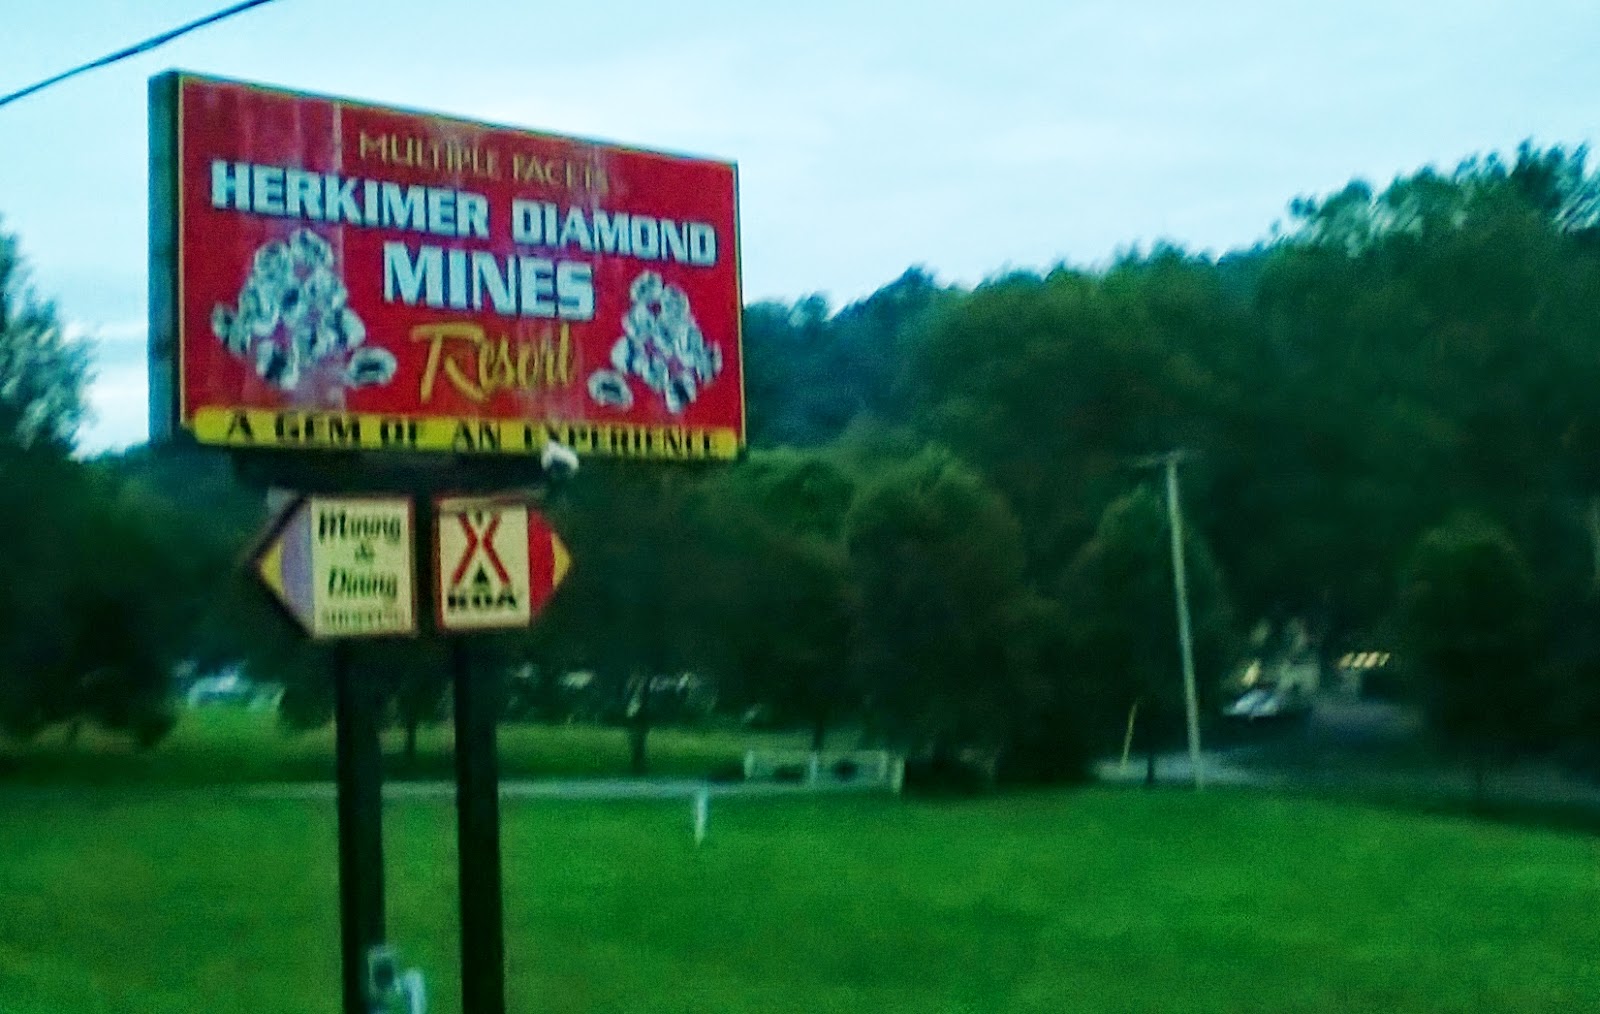 MULTIPLE FACETS
HERKIMER DIAMOND
MINES
Resort
A GEM OF AN EXPERIENCE
Mining
&
Dining
KOA